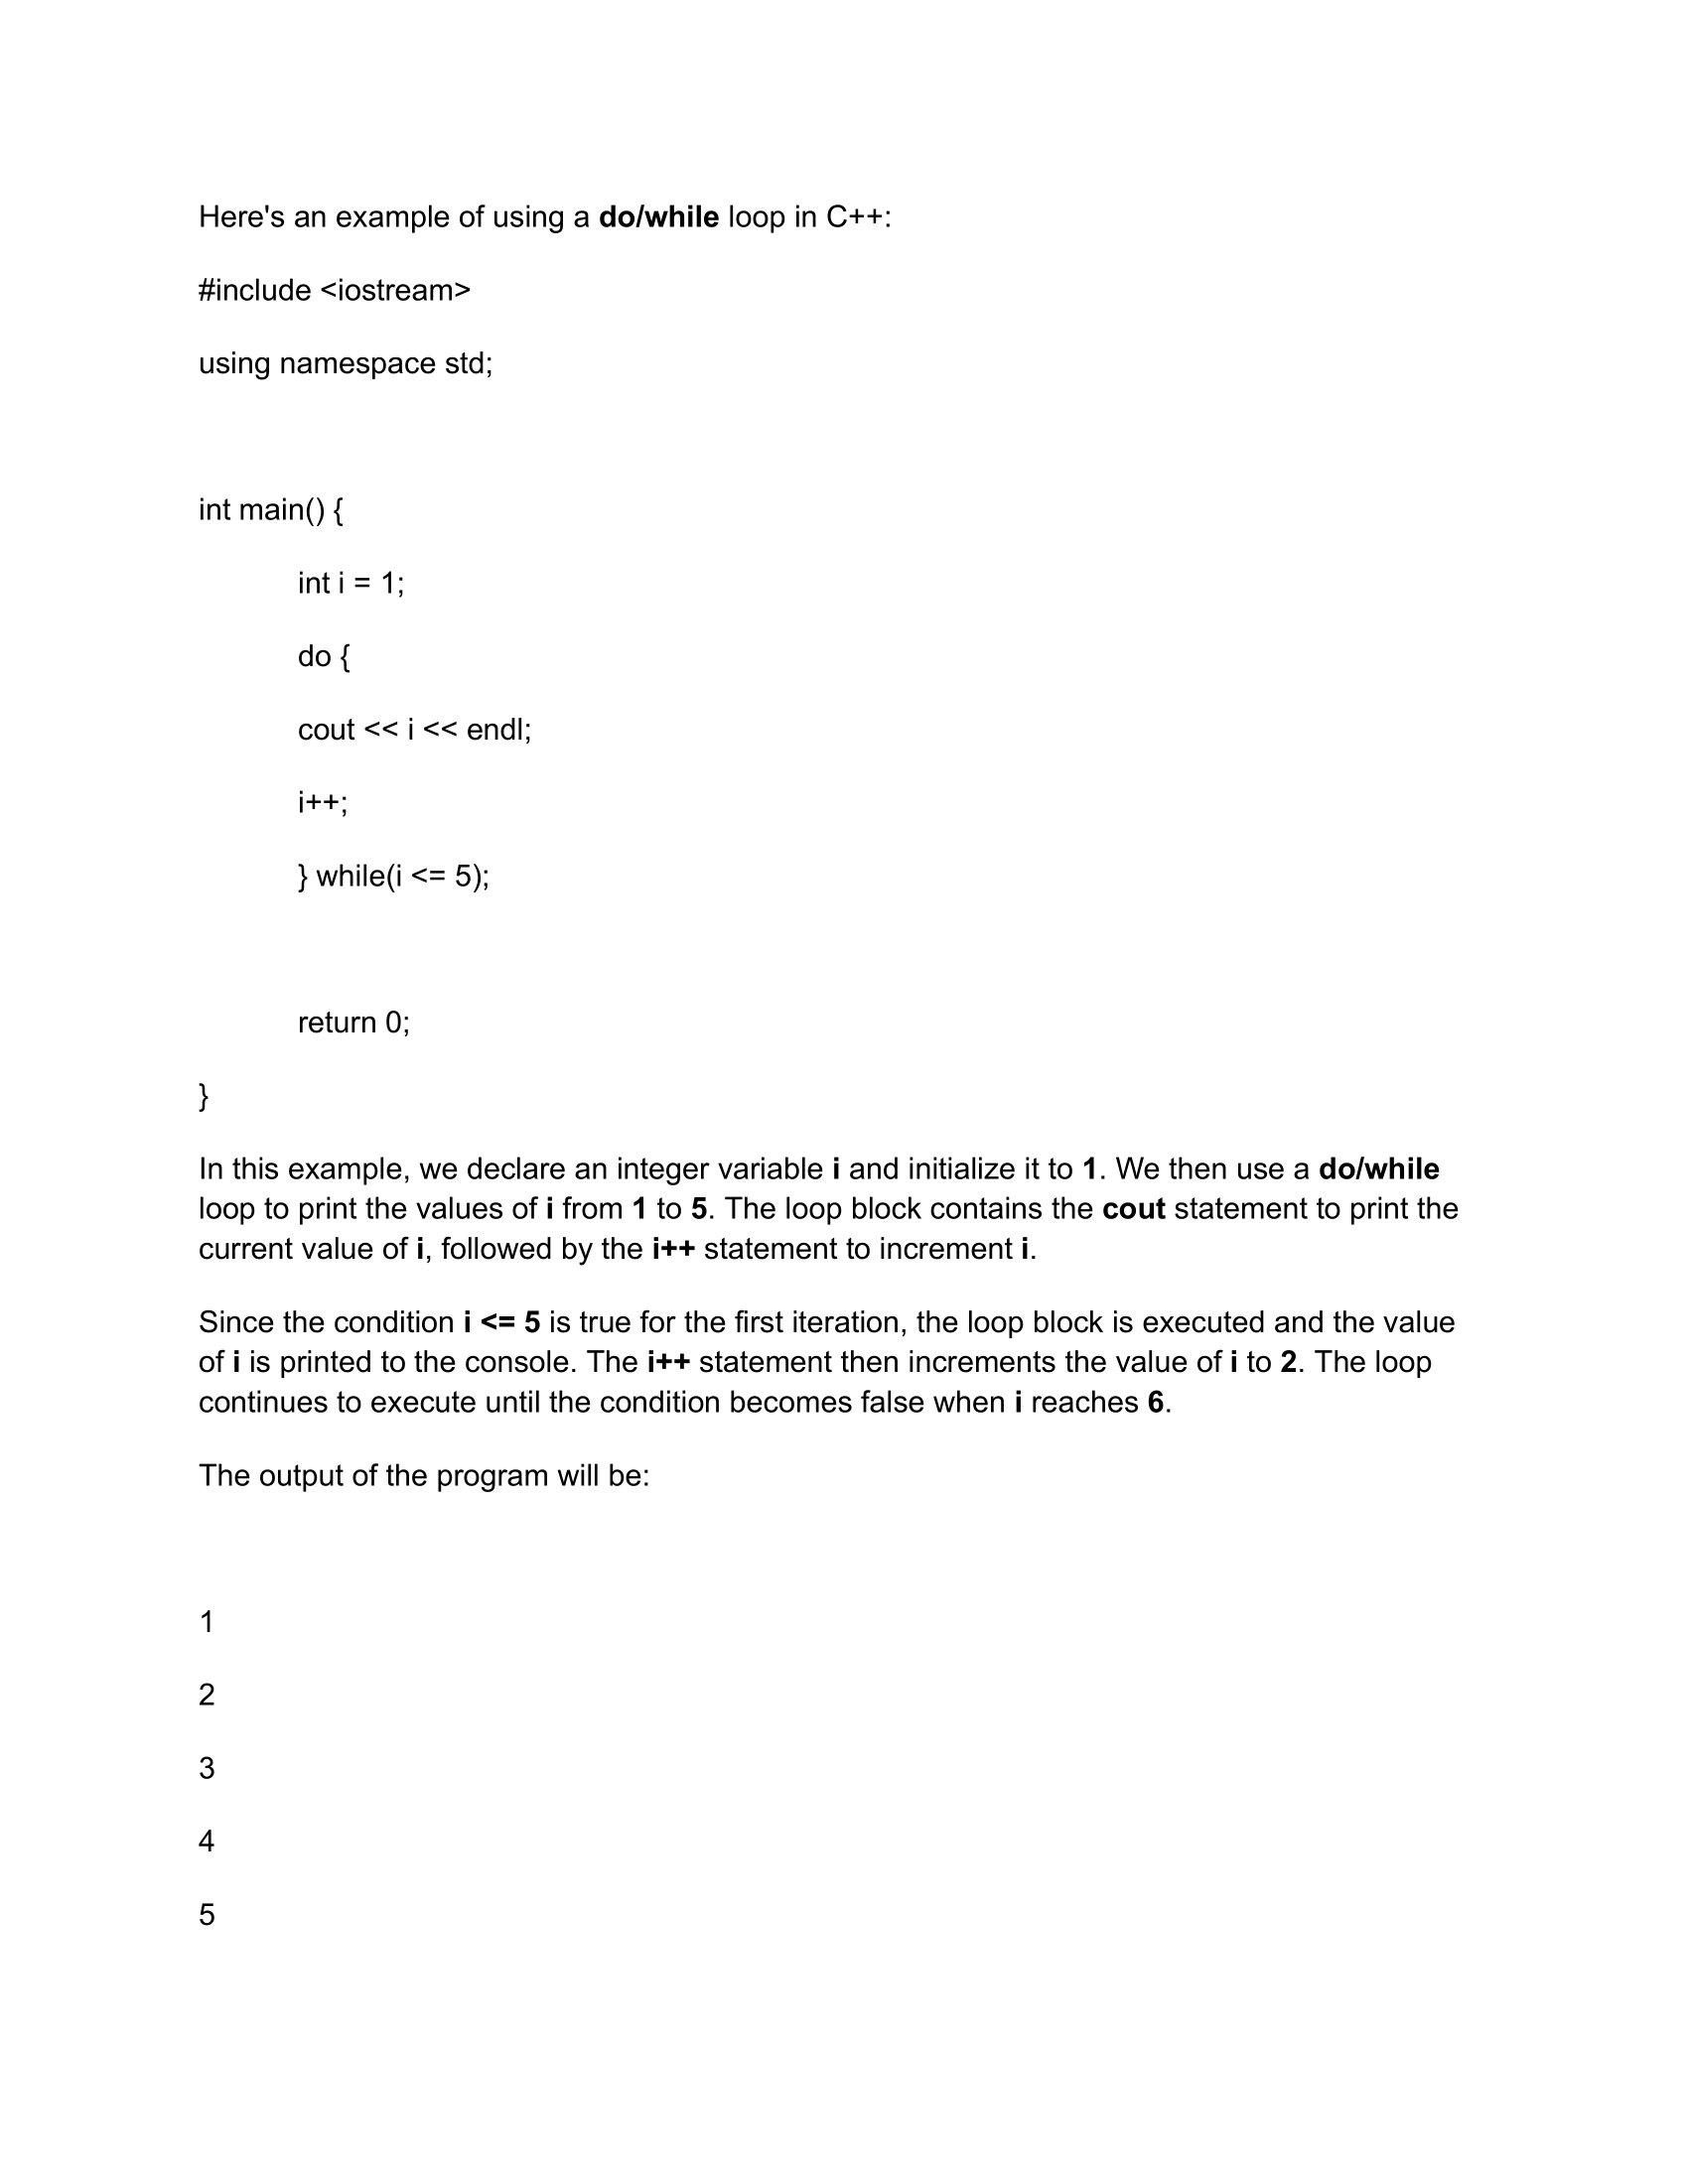 Here's an example of using a do/while loop in C++:
#include <iostream>
using namespace std;
int main() {
int i = 1;
do {
cout << i << endl;
i++;
} while(i <= 5);
return 0;
}
In this example, we declare an integer variable i and initialize it to 1. We then use a do/while
loop to print the values of i from 1 to 5. The loop block contains the cout statement to print the
current value of i, followed by the i++ statement to increment i.
Since the condition i <= 5 is true for the first iteration, the loop block is executed and the value
of i is printed to the console. The i++ statement then increments the value of i to 2. The loop
continues to execute until the condition becomes false when i reaches 6.
The output of the program will be:
1
2
3
4
5